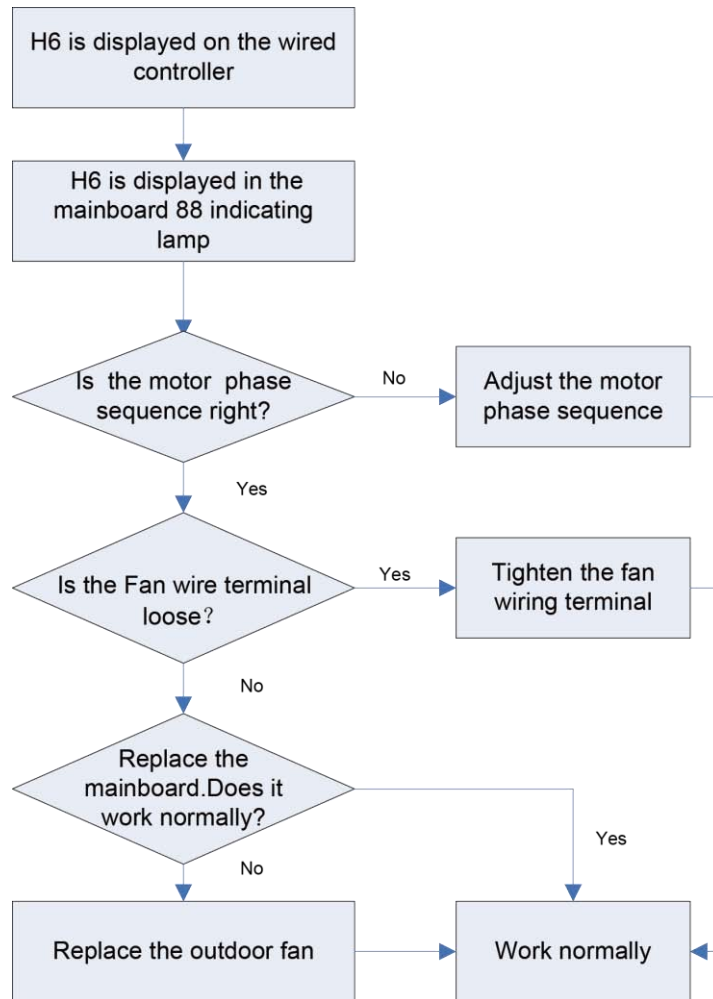 H6 is displayed on the wired
controller
H6 is displayed in the
mainboard 88 indicating
lamp
Is the motor phase
sequence right?
No
Adjust the motor
phase sequence
Yes
Is the Fan wire terminal
loose？
Yes
Tighten the fan
wiring terminal
No
Replace the
mainboard.Does it
work normally?
Yes
No
Replace the outdoor fan
Work normally